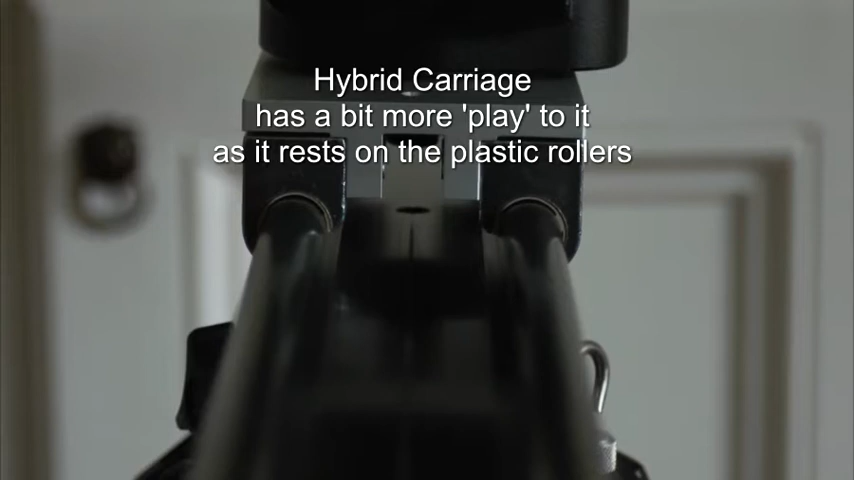 Hybrid Carriage
has a bit more 'play' to it
as it rests on the plastic rollers